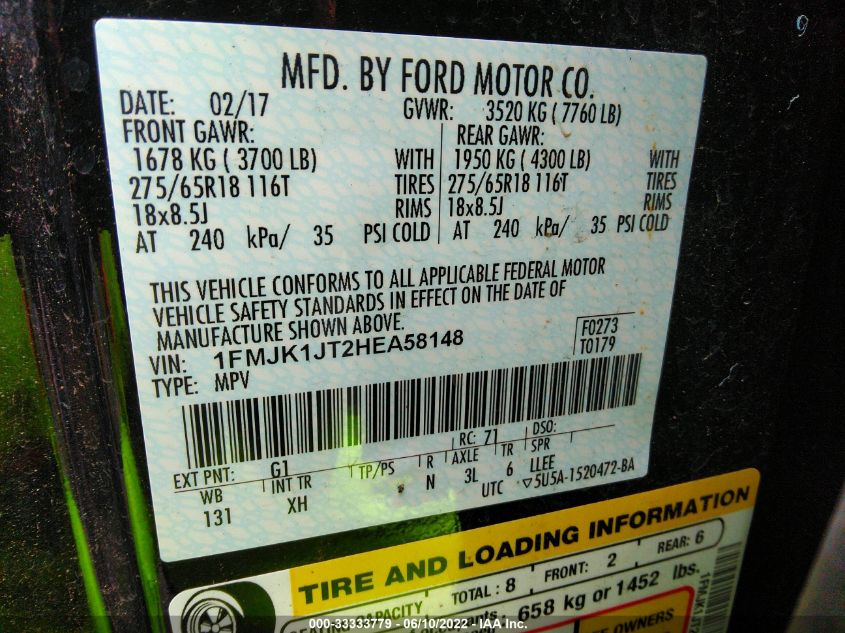 MFD. BY FORD MOTOR CO.
DATE: 02/17 GVWR: 3520 KG ( 7760 LB)
FRONT GAWR: REAR GAWR:
1678 KG ( 3700 LB) WITH 1950 KG ( 4300 LB) WITH
275/65R18 116T TIRES 275/65R18 116T TIRES
18x8.5J RIMS 18x8.5J RIMS
AT 240 kPa/ 35 PSI COLD AT 240 kPa/ 35 PSI COLD
THIS VEHICLE CONFORMS TO ALL APPLICABLE FEDERAL MOTOR
VEHICLE SAFETY STANDARDS IN EFFECT ON THE DATE OF
MANUFACTURE SHOWN ABOVE.
VIN: 1FMJK1JT2HEA58148 F0273
TYPE: MPV T0179
EXT PNT: G1 RC: 71 DSO:
WB INT TR TP/PS R AXLE TR SPR
131 XH N 3L 6 LLEE
UTC ▽5U5A-1520472-BA
TIRE AND LOADING INFORMATION
SEATING CAPACITY TOTAL : 8 FRONT: 2 REAR: 6
658 kg or 1452 lbs.
OWNERS
000-33333779 - 06/10/2022 - IAA Inc.